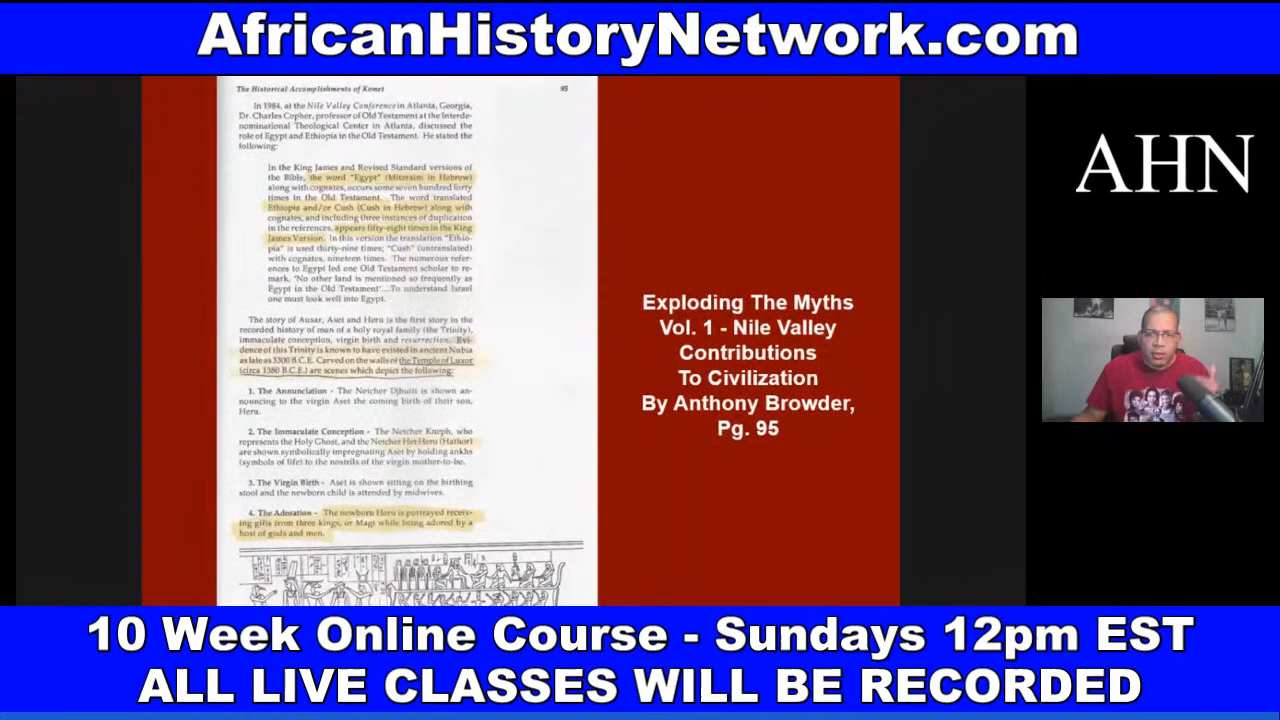 AfricanHistoryNetwork.com
The Historical Accomplishments of Kemet 95
In 1984, at the Nile Valley Conference in Atlanta, Georgia,
Dr. Charles Copher, professor of Old Testament at the Interde-
nominational Theological Center in Atlanta, discussed the
role of Egypt and Ethiopia in the Old Testament. He stated the
following:
In the King James and Revised Standard versions of
the Bible, the word "Egypt" (Mitzraim in Hebrew)
along with cognates, occurs some seven hundred forty
times in the Old Testament. The word translated
Ethiopia and/or Cush (Cush in Hebrew) along with
cognates, and including three instances of duplication
in the references, appears fifty-eight times in the King
James Version. In this version the translation "Ethio-
pia" is used thirty-nine times; "Cush" (untranslated)
with cognates, nineteen times. The numerous refer-
ences to Egypt led one Old Testament scholar to re-
mark, 'No other land is mentioned so frequently as
Egypt in the Old Testament'....To understand Israel
one must look well into Egypt.
The story of Ausar, Aset and Heru is the first story in the
recorded history of man of a holy royal family (the Trinity),
immaculate conception, virgin birth and resurrection. Evi-
dence of this Trinity is known to have existed in ancient Nubia
as late as 3300 B.C.E. Carved on the walls of the Temple of Luxor
(circa 1380 B.C.E.) are scenes which depict the following:
1. The Annunciation - The Netcher Djhuiti is shown an-
nouncing to the virgin Aset the coming birth of their son,
Heru.
2. The Immaculate Conception - The Netcher Kneph, who
represents the Holy Ghost, and the Netcher Het-Heru (Hathor)
are shown symbolically impregnating Aset by holding ankhs
(symbols of life) to the nostrils of the virgin mother-to-be.
3. The Virgin Birth - Aset is shown sitting on the birthing
stool and the newborn child is attended by midwives.
4. The Adoration - The newborn Heru is portrayed receiv-
ing gifts from three kings, or Magi while being adored by a
host of gods and men.
Exploding The Myths
Vol. 1 - Nile Valley
Contributions
To Civilization
By Anthony Browder,
Pg. 95
AHN
10 Week Online Course - Sundays 12pm EST
ALL LIVE CLASSES WILL BE RECORDED